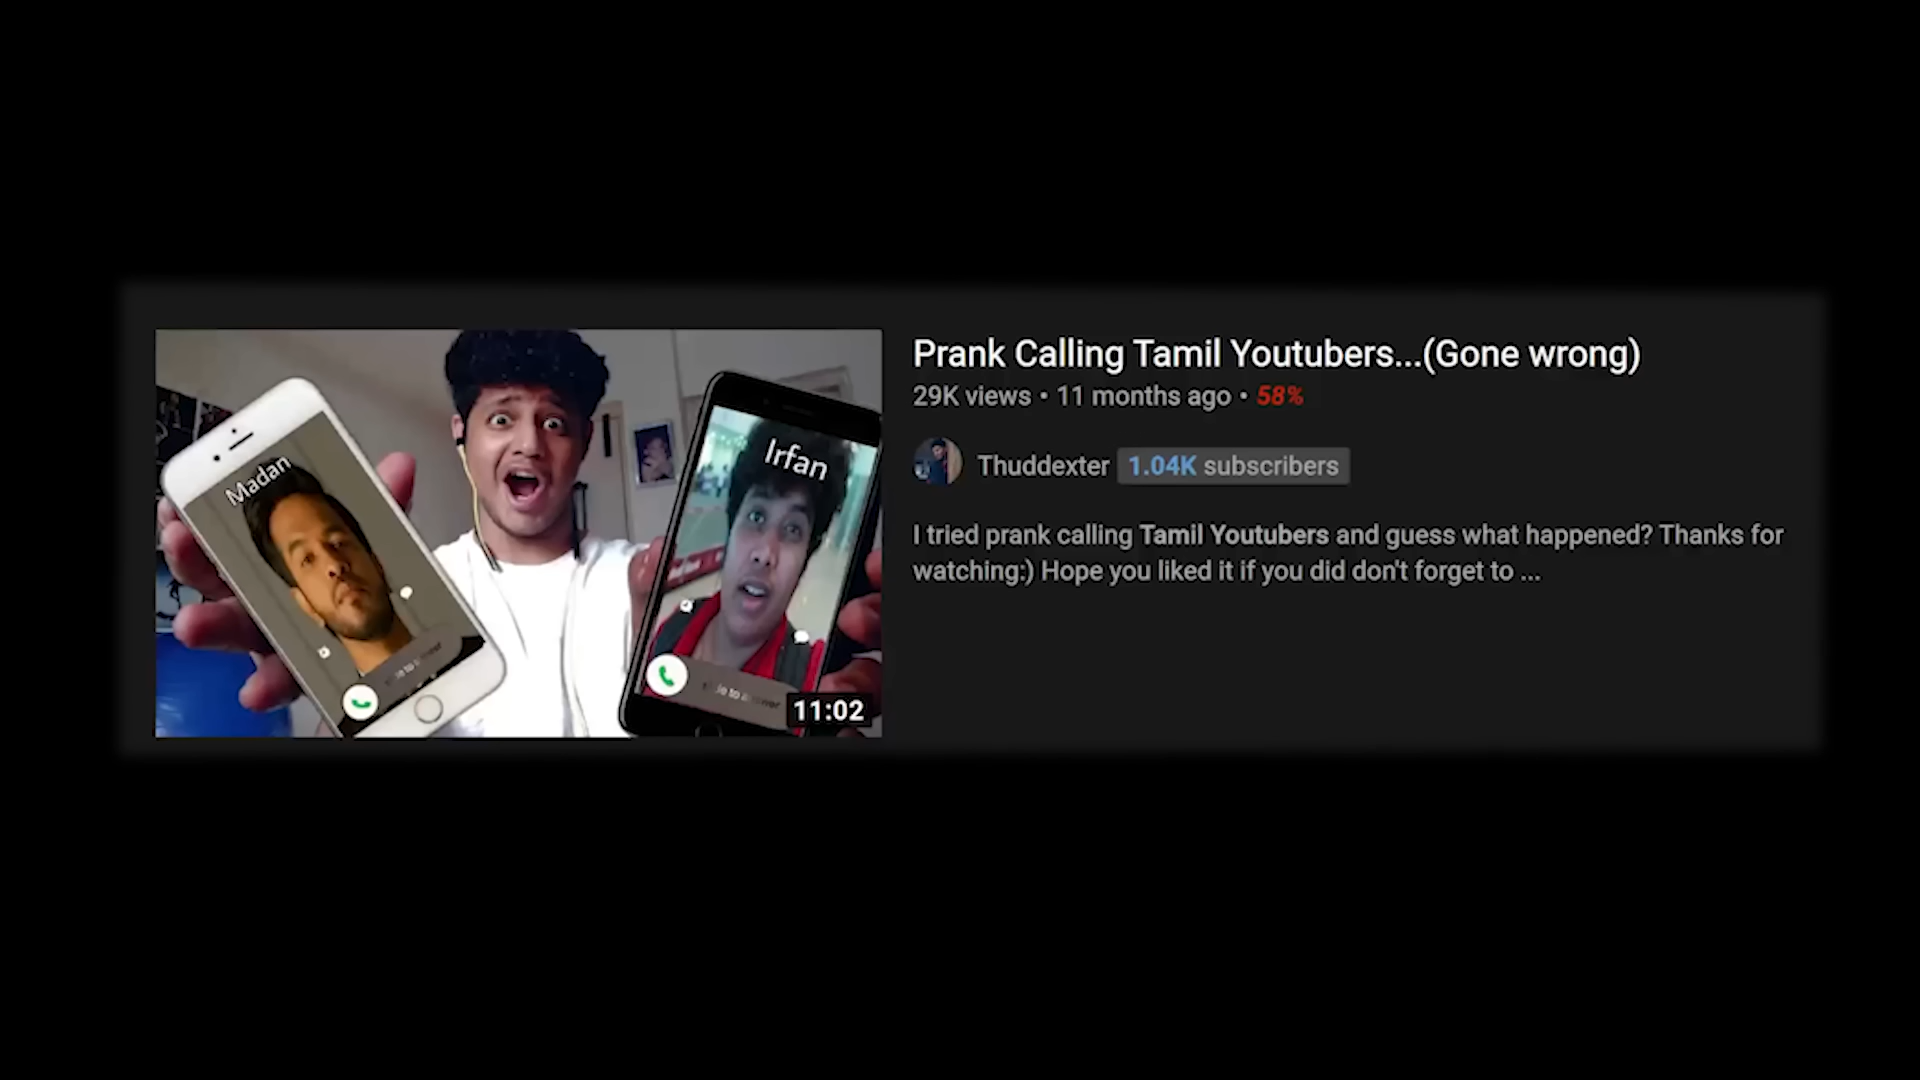 Prank Calling Tamil Youtubers...(Gone wrong)
29K views • 11 months ago • 58%
Thuddexter 1.04K subscribers
I tried prank calling Tamil Youtubers and guess what happened? Thanks for
watching:) Hope you liked it if you did don't forget to ...
Madan
Irfan
11:02